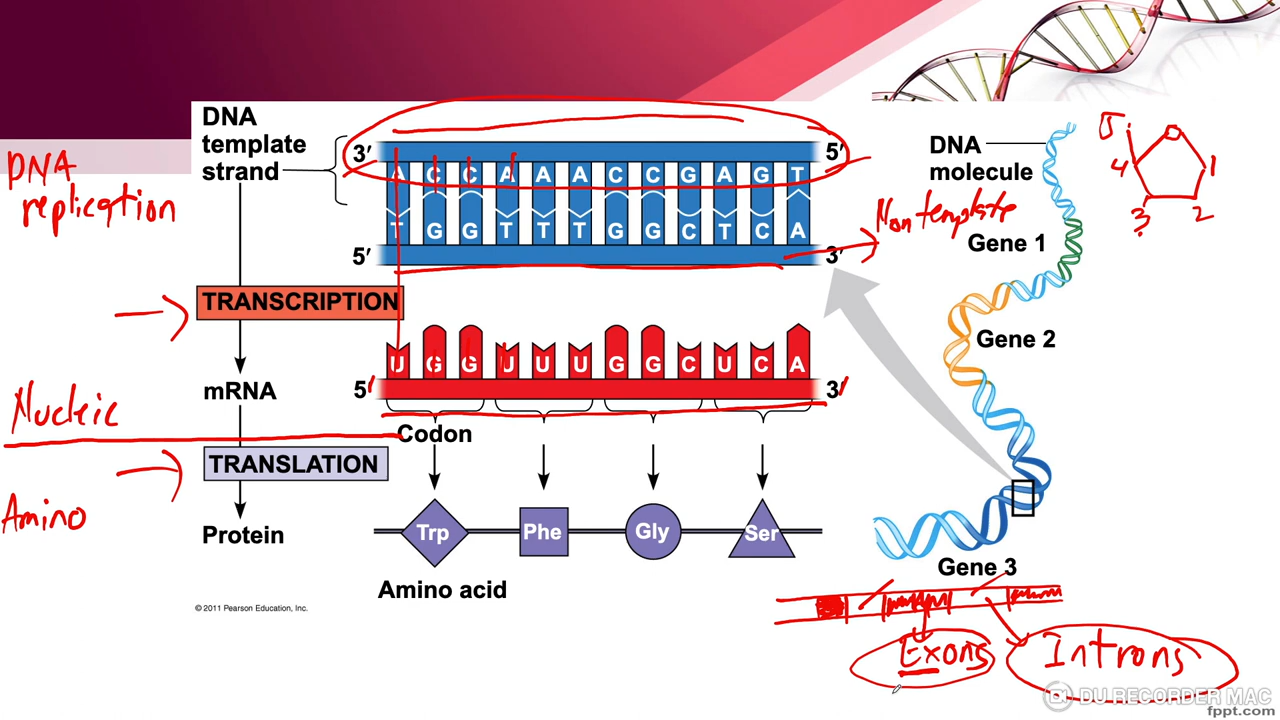 DNA
template
strand
3′
5′
A C C A A A C C G A G T
T G G T T T G G C T C A
5′
3′
DNA
replication
Non template
TRANSCRIPTION
U G G U U U G G C U C A
5'
3'
mRNA
Nucleic
Codon
TRANSLATION
Amino
Protein
Trp
Phe
Gly
Ser
Amino acid
© 2011 Pearson Education, Inc.
DNA
molecule
5
4
1
3
2
Gene 1
Gene 2
Gene 3
Exons
Introns
DU RECORDER MAC
fppt.com